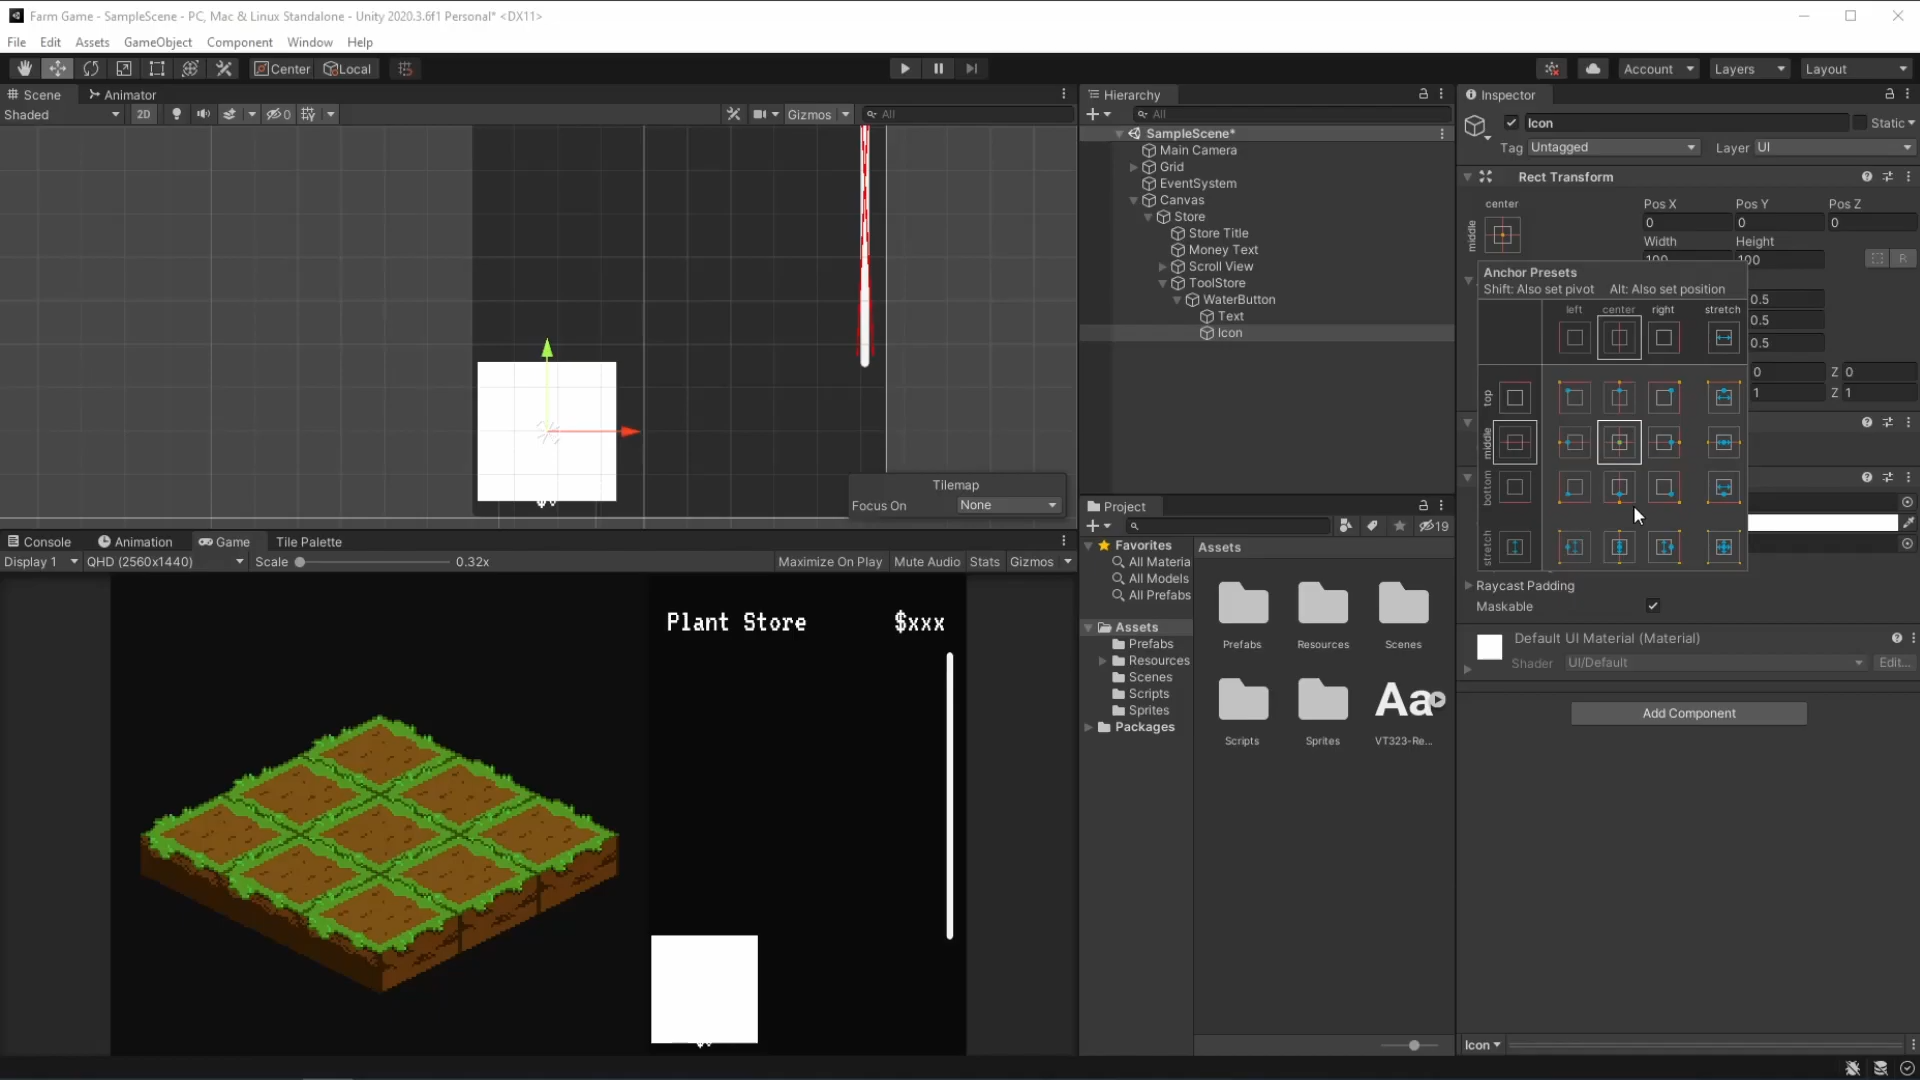 Farm Game - SampleScene - PC, Mac & Linux Standalone - Unity 2020.3.6f1 Personal* <DX11>
File Edit Assets GameObject Component Window Help
Center Local
Account Layers Layout
Scene Animator
Shaded 2D 0 Gizmos All
Tilemap
Focus On None
Hierarchy
All
SampleScene*
Main Camera
Grid
EventSystem
Canvas
Store
Store Title
Money Text
Scroll View
ToolStore
WaterButton
Text
Icon
Inspector
Icon Static
Tag Untagged Layer UI
Rect Transform
center Pos X Pos Y Pos Z
middle 0 0 0
Width Height
100 100 R
Anchor Presets
Shift: Also set pivot Alt: Also set position
left center right stretch
top
middle
bottom
stretch
0.5
0.5
0.5
0 Z 0
1 Z 1
Raycast Padding
Maskable
Default UI Material (Material)
Shader UI/Default Edit...
Add Component
Icon
Console Animation Game Tile Palette
Display 1 QHD (2560x1440) Scale 0.32x Maximize On Play Mute Audio Stats Gizmos
Plant Store $xxx
Project
19
Favorites
All Materia
All Models
All Prefabs
Assets
Prefabs
Resources
Scenes
Scripts
Sprites
Packages
Assets
Prefabs Resources Scenes
Aa
Scripts Sprites VT323-Re...